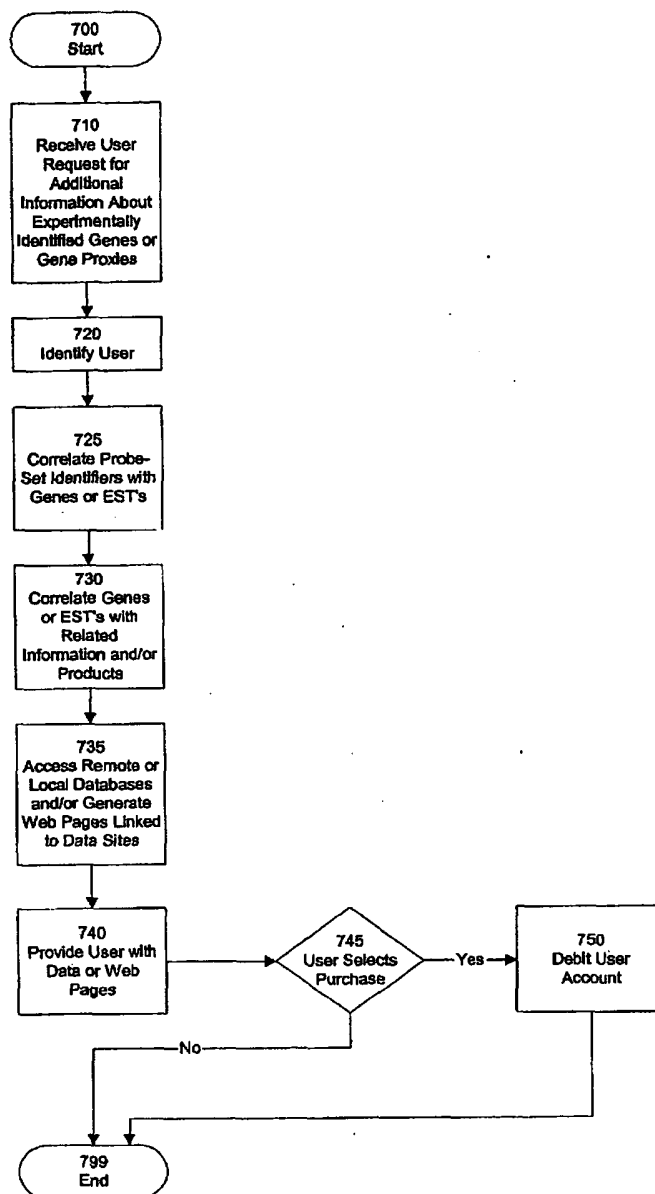 700
Start
710
Receive User
Request for
Additional
Information About
Experimentally
Identified Genes or
Gene Proxies
720
Identify User
725
Correlate Probe-
Set Identifiers with
Genes or EST's
730
Correlate Genes
or EST's with
Related
Information and/or
Products
735
Access Remote or
Local Databases
and/or Generate
Web Pages Linked
to Data Sites
740
Provide User with
Data or Web
Pages
745
User Selects
Purchase
Yes
750
Debit User
Account
No
799
End